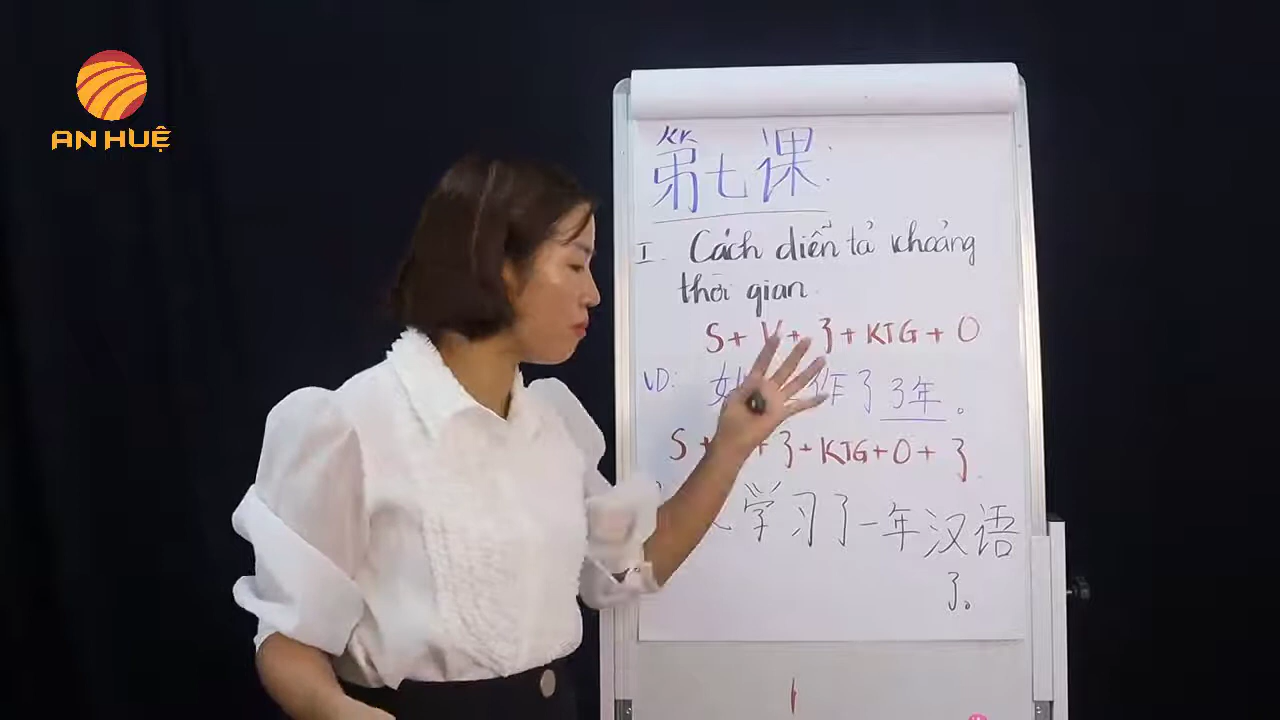 AN HUỆ
第七课:
I. Cách diễn tả khoảng
thời gian
S + V + 了 + KTG + O
VD: 作了3年。
S + 了 + KTG + O + 了.
学习了一年汉语
了。